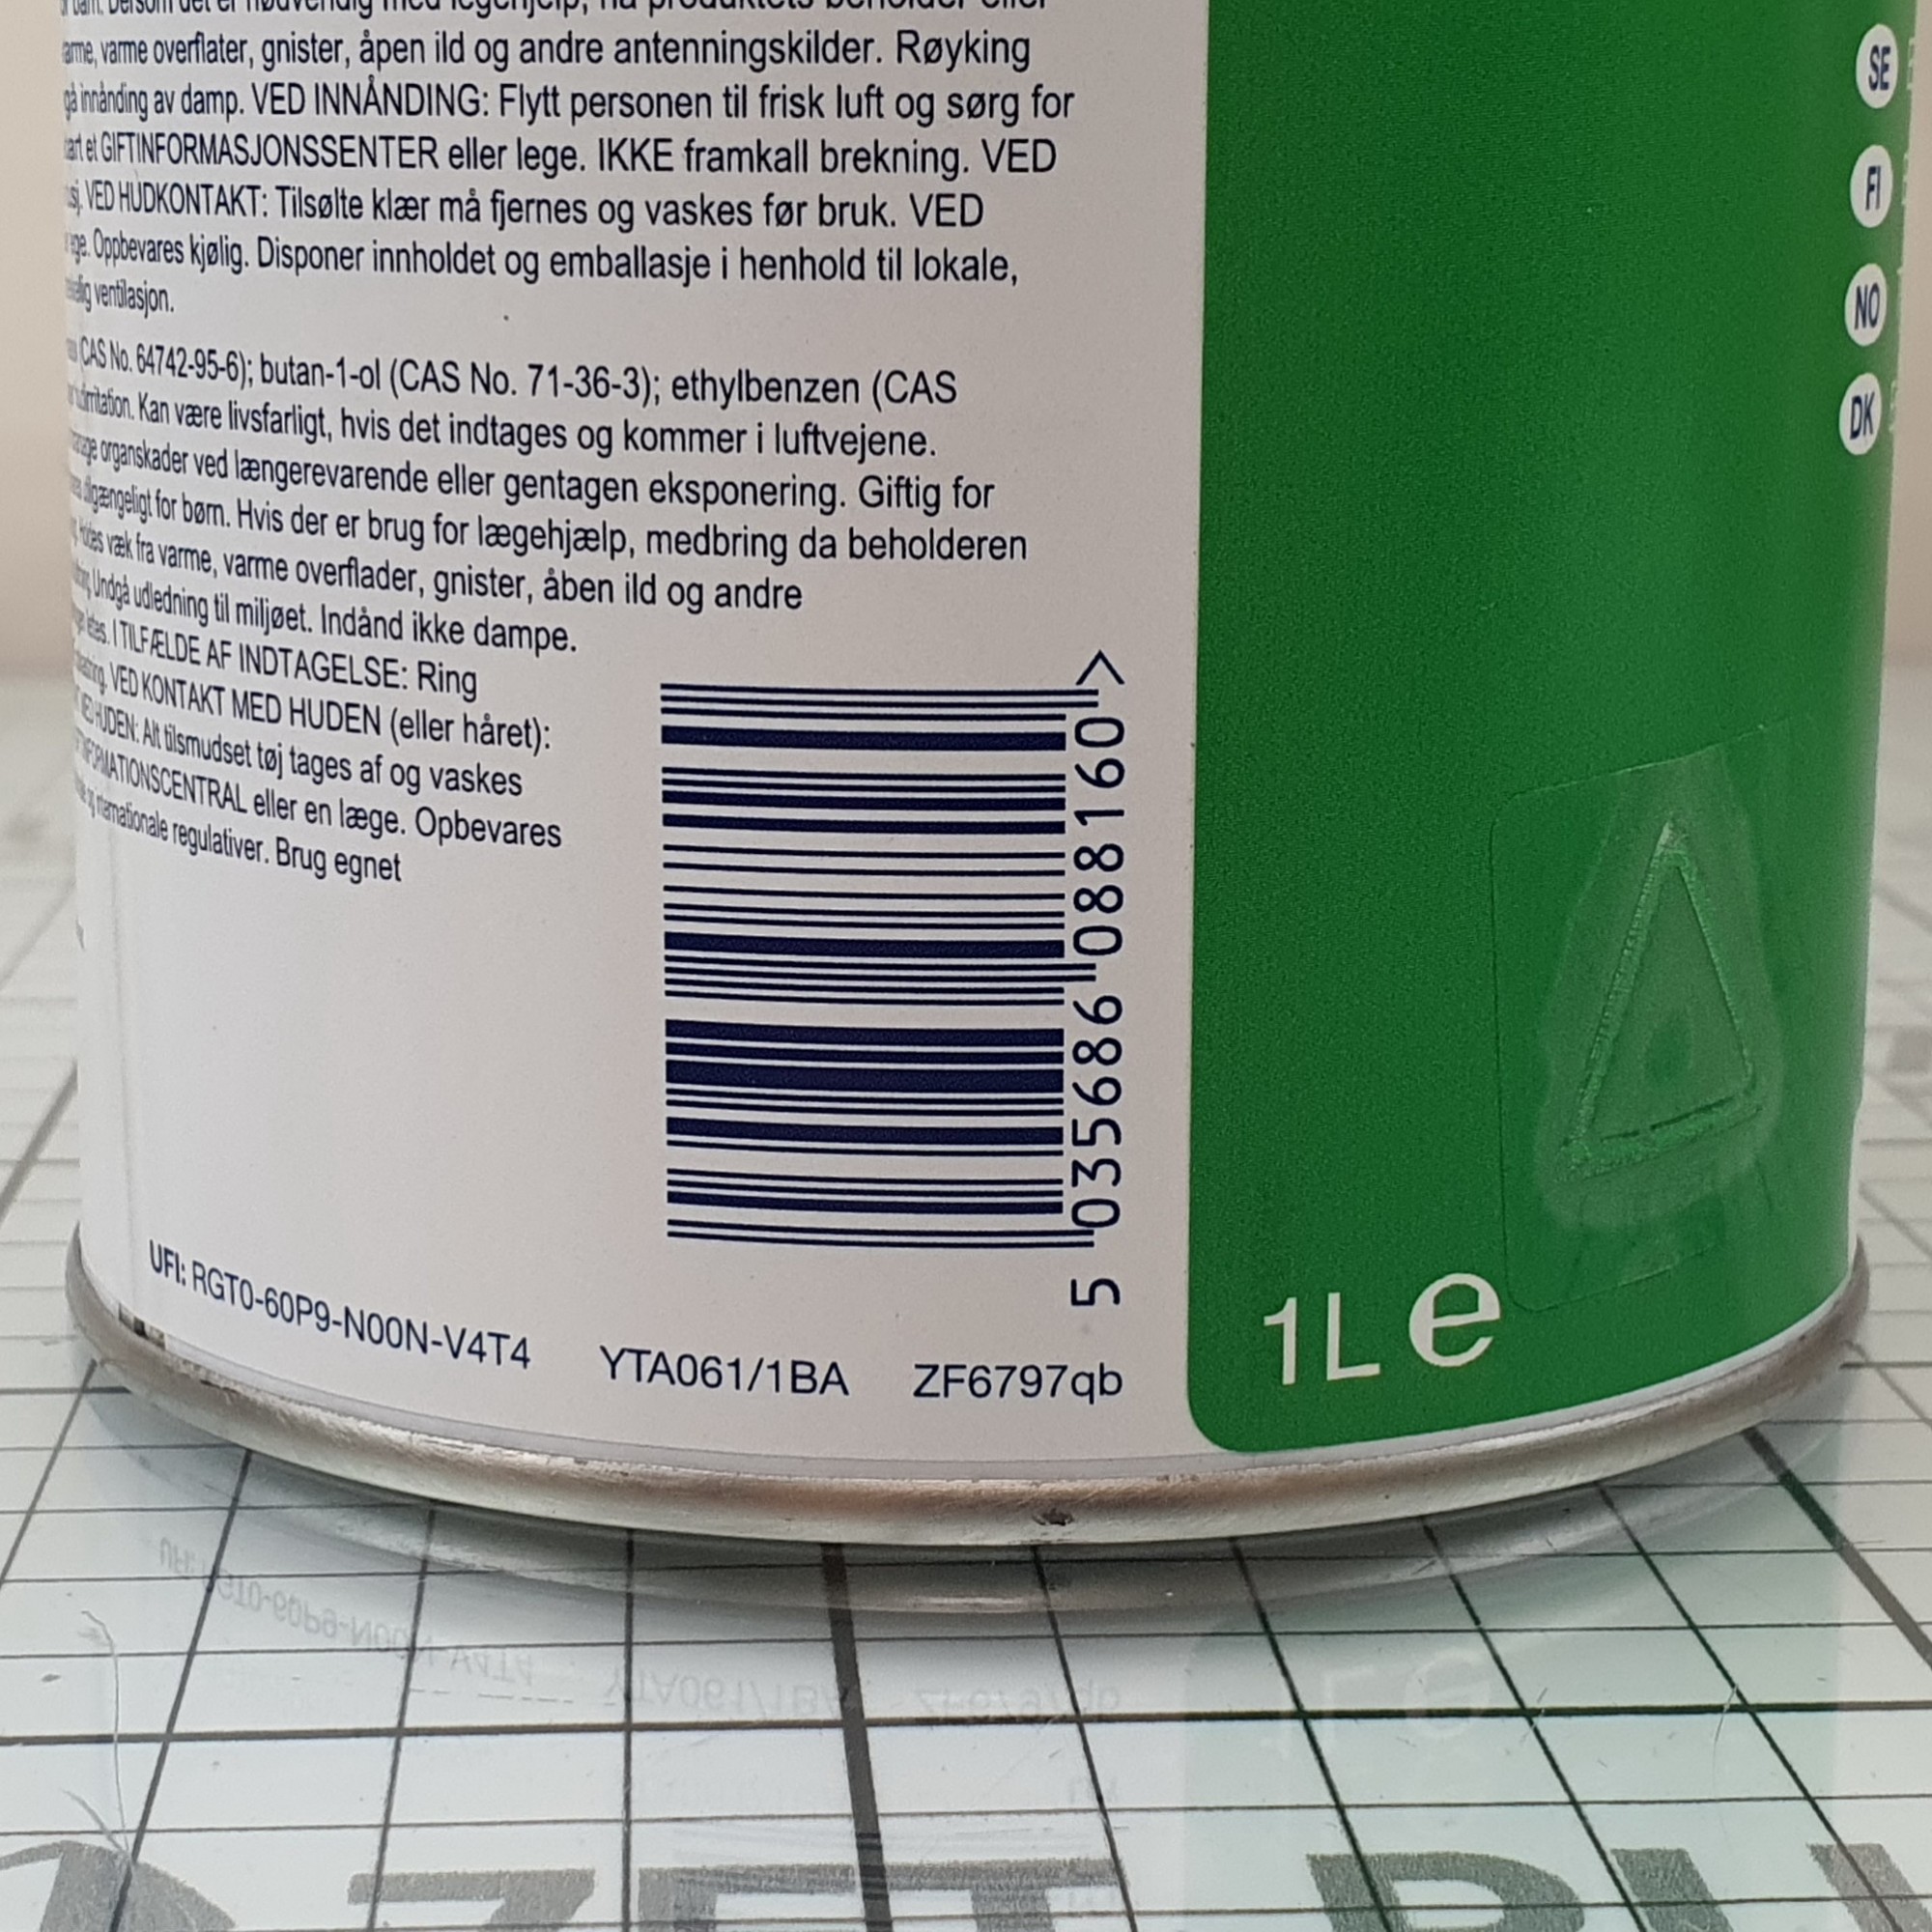 varme overflater, gnister, åpen ild og andre antenningskilder. Røyking
innånding av damp. VED INNÅNDING: Flytt personen til frisk luft og sørg for
et GIFTINFORMASJONSSENTER eller lege. IKKE framkall brekning. VED
VED HUDKONTAKT: Tilsølte klær må fjernes og vaskes før bruk. VED
Oppbevares kjølig. Disponer innholdet og emballasje i henhold til lokale,
ventilasjon.
(CAS No. 64742-95-6); butan-1-ol (CAS No. 71-36-3); ethylbenzen (CAS
Kan være livsfarligt, hvis det indtages og kommer i luftvejene.
organskader ved længerevarende eller gentagen eksponering. Giftig for
for børn. Hvis der er brug for lægehjælp, medbring da beholderen
væk fra varme, varme overflader, gnister, åben ild og andre
Undgå udledning til miljøet. Indånd ikke dampe.
I TILFÆLDE AF INDTAGELSE: Ring
VED KONTAKT MED HUDEN (eller håret):
HUDEN: Alt tilsmudset tøj tages af og vaskes
eller en læge. Opbevares
regulativer. Brug egnet
5 035686 088160 >
UFI: RGT0-60P9-N00N-V4T4 YTA061/1BA ZF6797qb
1L e
SE
FI
NO
DK